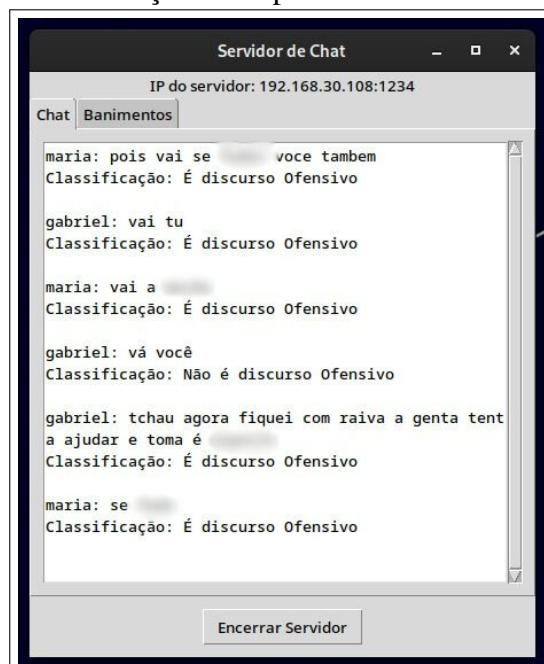 Servidor de Chat
IP do servidor: 192.168.30.108:1234
Chat Banimentos
maria: pois vai se voce tambem
Classificação: É discurso Ofensivo
gabriel: vai tu
Classificação: É discurso Ofensivo
maria: vai a
Classificação: É discurso Ofensivo
gabriel: vá você
Classificação: Não é discurso Ofensivo
gabriel: tchau agora fiquei com raiva a genta tent
a ajudar e toma é
Classificação: É discurso Ofensivo
maria: se
Classificação: É discurso Ofensivo
Encerrar Servidor